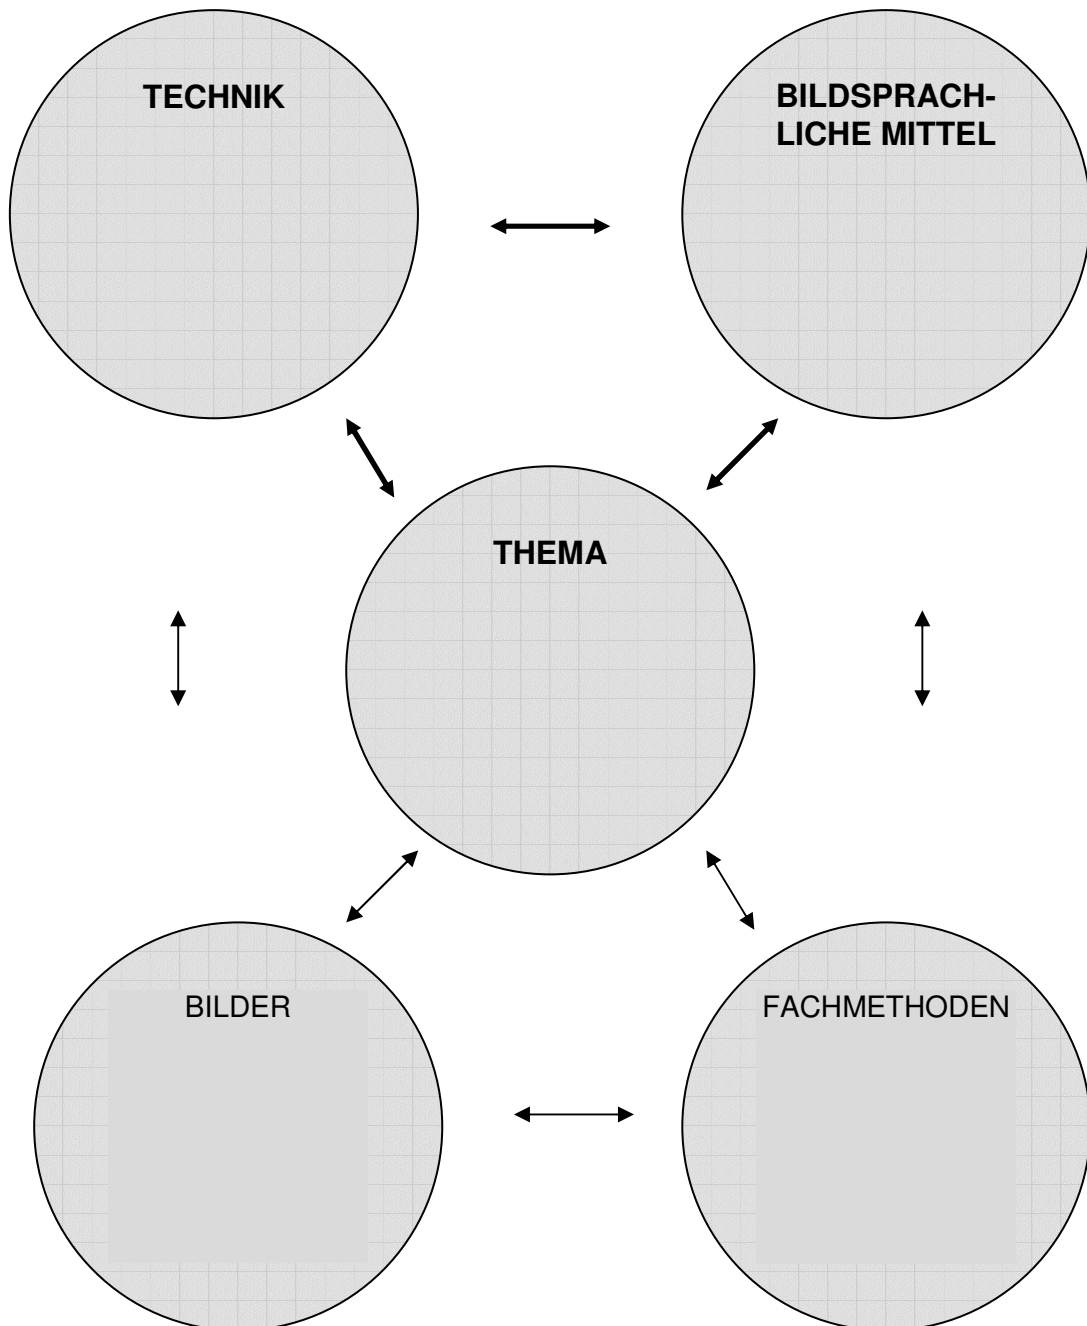 TECHNIK
BILDSPRACH-
LICHE MITTEL
THEMA
BILDER
FACHMETHODEN